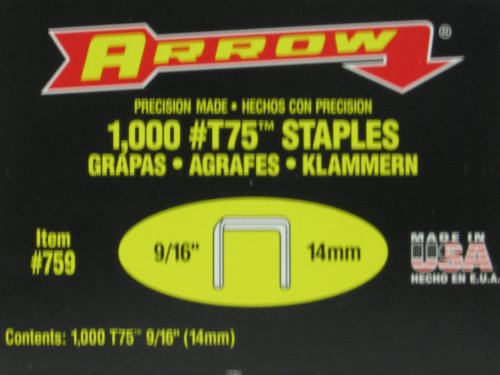 ARROW®
PRECISION MADE • HECHOS CON PRECISION
1,000 #T75™ STAPLES
GRAPAS • AGRAFES • KLAMMERN
Item
#759
9/16" 14mm
MADE IN
USA
HECHO EN E.U.A.
Contents: 1,000 T75™ 9/16" (14mm)